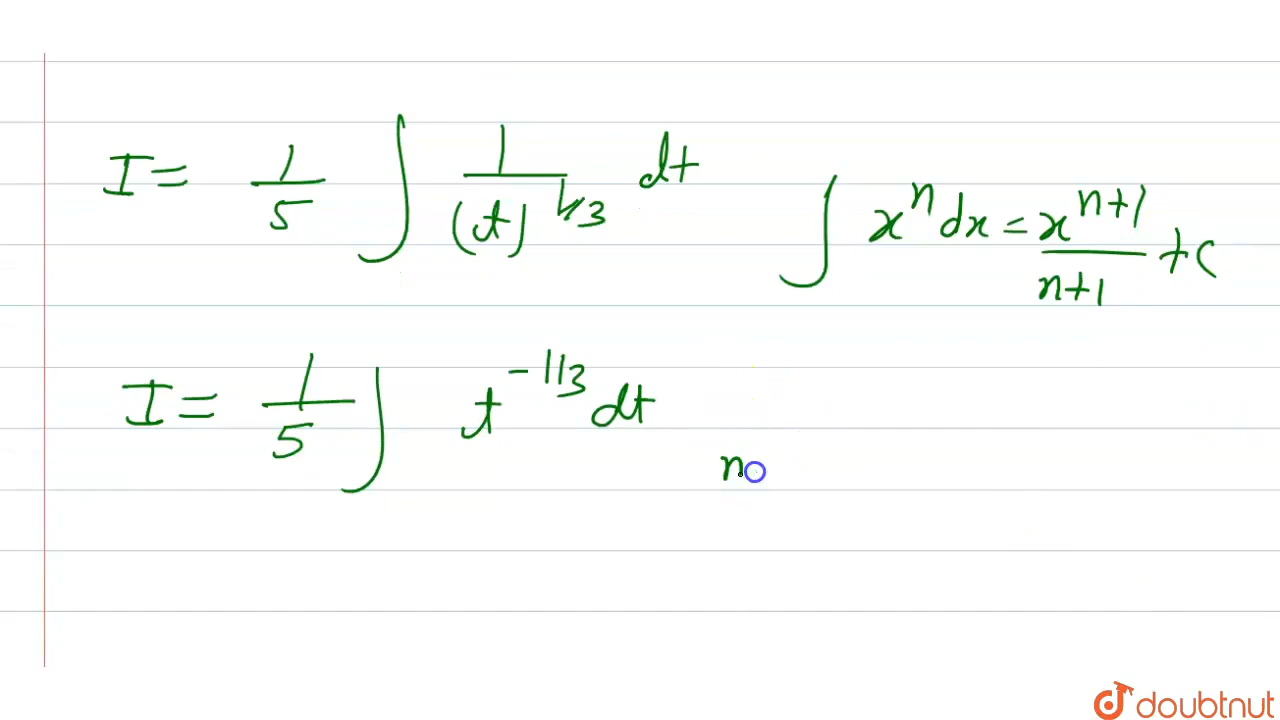 I = 1/5 ∫ 1/(t)^1/3 dt
∫ x^n dx = x^(n+1)/(n+1) + c
I = 1/5 ∫ t^-1/3 dt
n
doubtnut